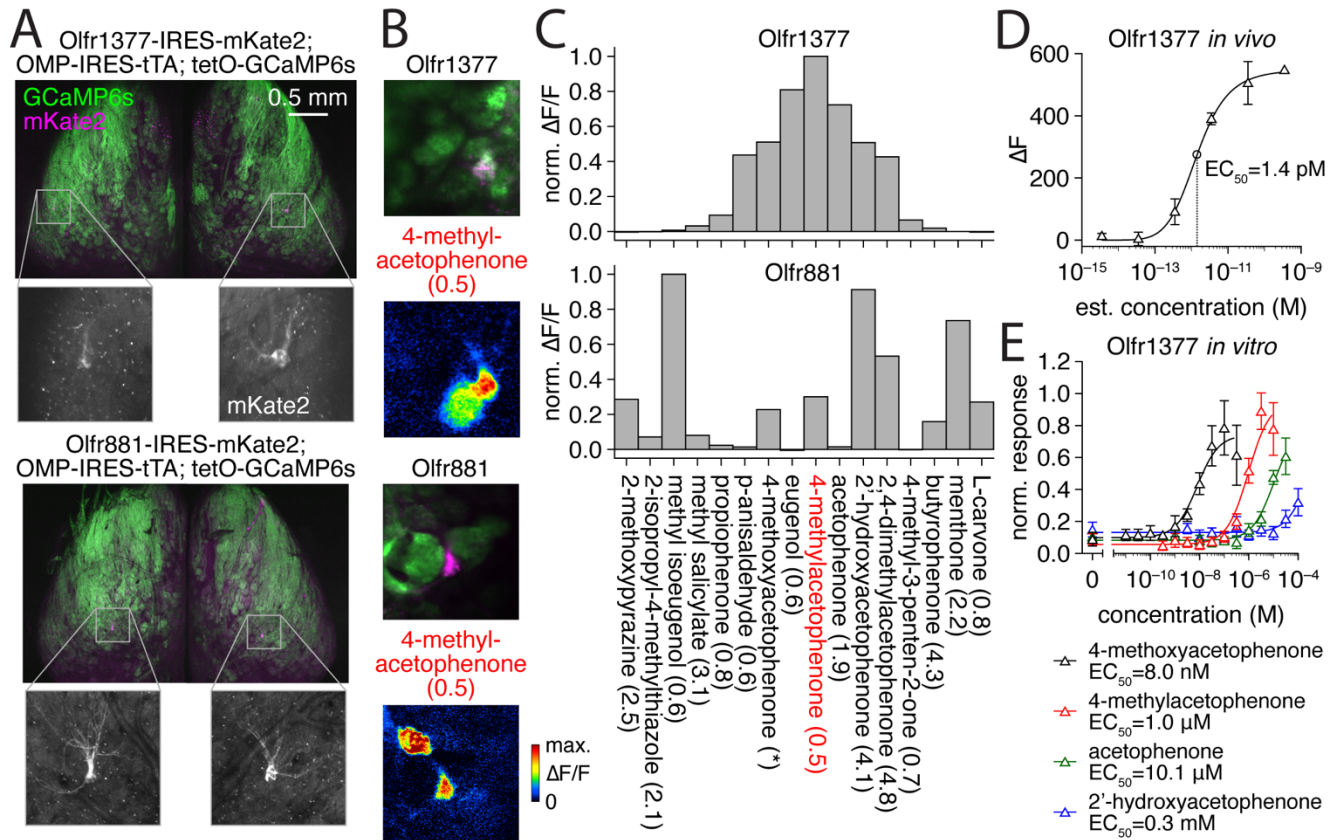 A
Olfr1377-IRES-mKate2;
OMP-IRES-tTA; tetO-GCaMP6s
GCaMP6s
mKate2
0.5 mm
mKate2
Olfr881-IRES-mKate2;
OMP-IRES-tTA; tetO-GCaMP6s
B
Olfr1377
4-methyl-
acetophenone
(0.5)
Olfr881
4-methyl-
acetophenone
(0.5)
max.
ΔF/F
0
C
Olfr1377
norm. ΔF/F
1.0
0.8
0.6
0.4
0.2
0.0
Olfr881
norm. ΔF/F
1.0
0.8
0.6
0.4
0.2
0.0
2-methoxypyrazine (2.5)
2-isopropyl-4-methylthiazole (2.1)
methyl isoeugenol (0.6)
methyl salicylate (3.1)
propiophenone (0.8)
p-anisaldehyde (0.6)
4-methoxyacetophenone (*)
eugenol (0.6)
4-methylacetophenone (0.5)
acetophenone (1.9)
2'-hydroxyacetophenone (4.1)
2,4-dimethylacetophenone (4.8)
4-methyl-3-penten-2-one (0.7)
butyrophenone (4.3)
menthone (2.2)
L-carvone (0.8)
D
Olfr1377 in vivo
ΔF
600
400
200
0
EC50=1.4 pM
10⁻¹⁵ 10⁻¹³ 10⁻¹¹ 10⁻⁹
est. concentration (M)
E
Olfr1377 in vitro
norm. response
1.2
1.0
0.8
0.6
0.4
0.2
0.0
0 10⁻¹⁰ 10⁻⁸ 10⁻⁶ 10⁻⁴
concentration (M)
4-methoxyacetophenone
EC50=8.0 nM
4-methylacetophenone
EC50=1.0 µM
acetophenone
EC50=10.1 µM
2'-hydroxyacetophenone
EC50=0.3 mM